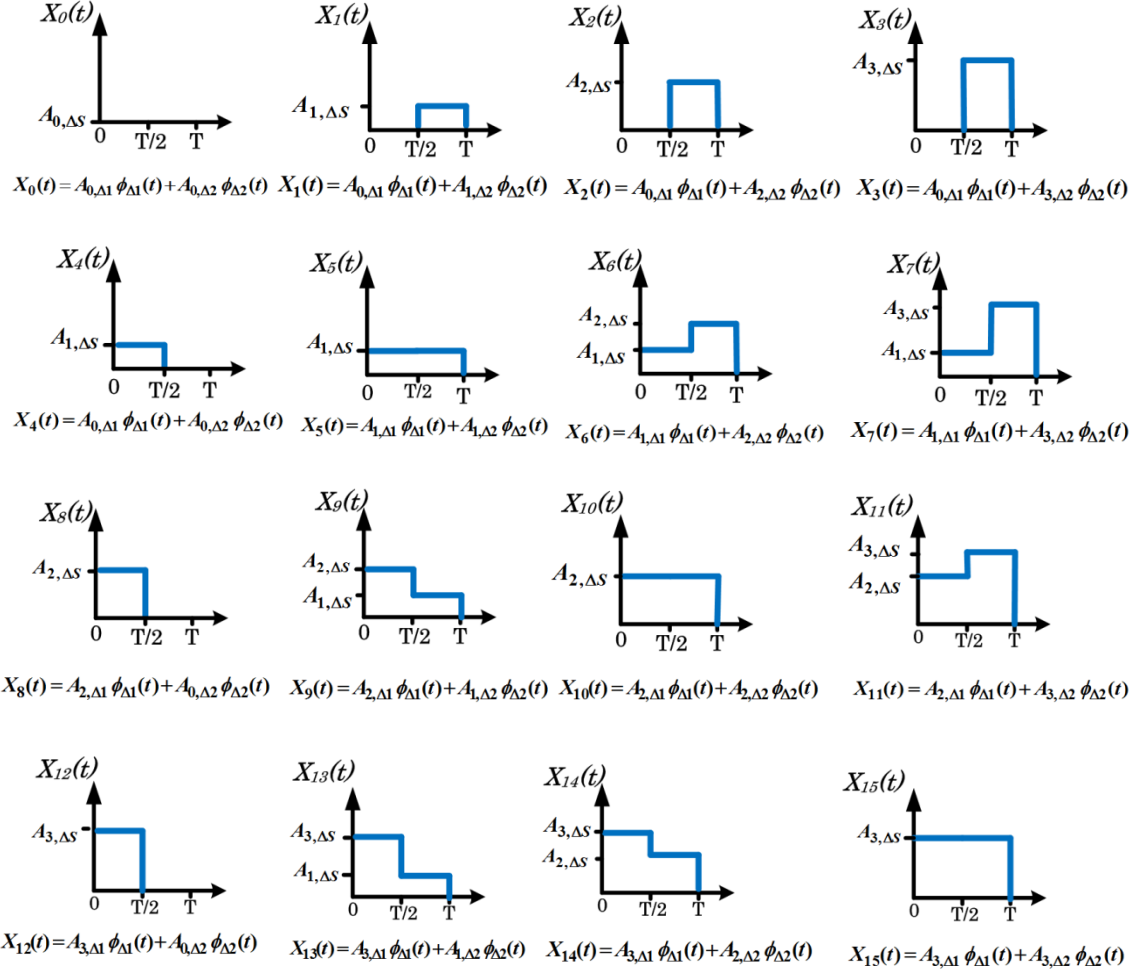 X0(t) X1(t) X2(t) X3(t)
A0,ΔS A1,ΔS A2,ΔS A3,ΔS
0 T/2 T 0 T/2 T 0 T/2 T 0 T/2 T
X0(t) = A0,Δ1 ϕΔ1(t) + A0,Δ2 ϕΔ2(t) X1(t) = A0,Δ1 ϕΔ1(t) + A1,Δ2 ϕΔ2(t) X2(t) = A0,Δ1 ϕΔ1(t) + A2,Δ2 ϕΔ2(t) X3(t) = A0,Δ1 ϕΔ1(t) + A3,Δ2 ϕΔ2(t)
X4(t) X5(t) X6(t) X7(t)
A2,ΔS A3,ΔS
A1,ΔS A1,ΔS A1,ΔS A1,ΔS
0 T/2 T 0 T 0 T/2 T 0 T/2 T
X4(t) = A0,Δ1 ϕΔ1(t) + A0,Δ2 ϕΔ2(t) X5(t) = A1,Δ1 ϕΔ1(t) + A1,Δ2 ϕΔ2(t) X6(t) = A1,Δ1 ϕΔ1(t) + A2,Δ2 ϕΔ2(t) X7(t) = A1,Δ1 ϕΔ1(t) + A3,Δ2 ϕΔ2(t)
X8(t) X9(t) X10(t) X11(t)
A2,ΔS A2,ΔS A2,ΔS A3,ΔS
A1,ΔS A2,ΔS
0 T/2 T 0 T/2 T 0 T/2 T 0 T/2 T
X8(t) = A2,Δ1 ϕΔ1(t) + A0,Δ2 ϕΔ2(t) X9(t) = A2,Δ1 ϕΔ1(t) + A1,Δ2 ϕΔ2(t) X10(t) = A2,Δ1 ϕΔ1(t) + A2,Δ2 ϕΔ2(t) X11(t) = A2,Δ1 ϕΔ1(t) + A3,Δ2 ϕΔ2(t)
X12(t) X13(t) X14(t) X15(t)
A3,ΔS A3,ΔS A3,ΔS A3,ΔS
A1,ΔS A2,ΔS
0 T/2 T 0 T/2 T 0 T/2 T 0 T/2 T
X12(t) = A3,Δ1 ϕΔ1(t) + A0,Δ2 ϕΔ2(t) X13(t) = A3,Δ1 ϕΔ1(t) + A1,Δ2 ϕΔ2(t) X14(t) = A3,Δ1 ϕΔ1(t) + A2,Δ2 ϕΔ2(t) X15(t) = A3,Δ1 ϕΔ1(t) + A3,Δ2 ϕΔ2(t)